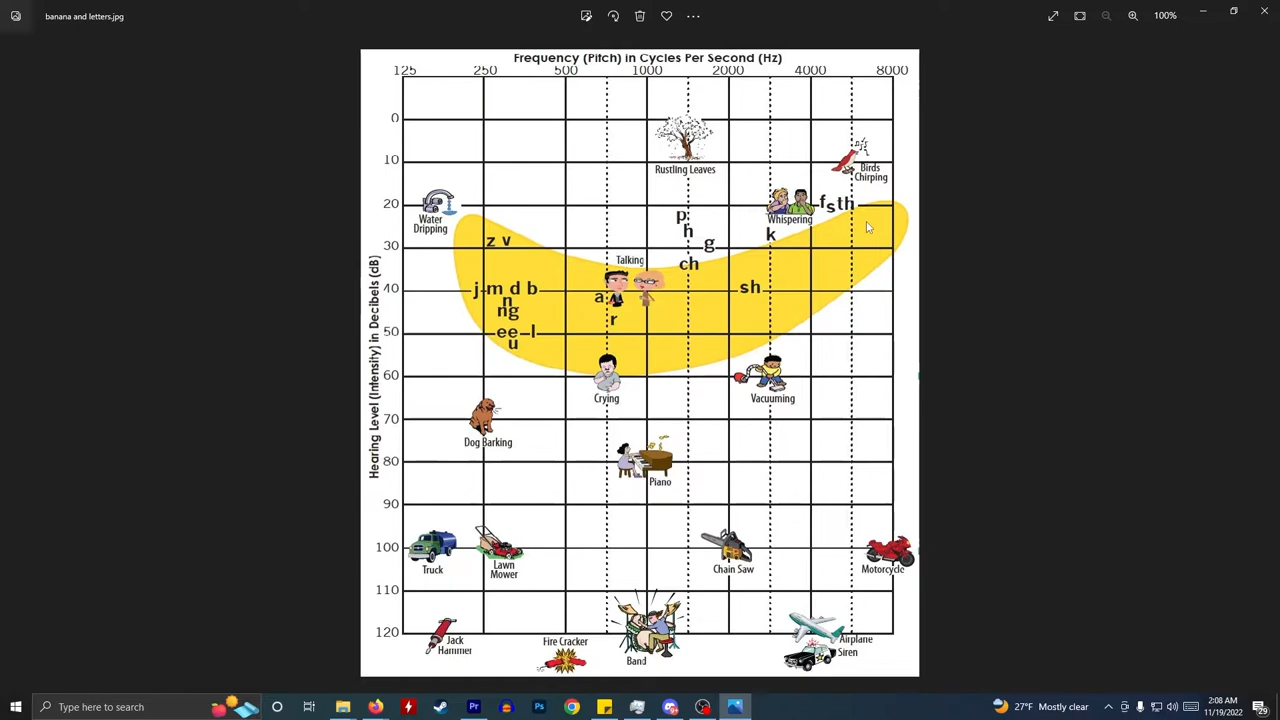 banana and letters.jpg
100%
Frequency (Pitch) in Cycles Per Second (Hz)
125 250 500 1000 2000 4000 8000
Hearing Level (Intensity) in Decibels (dB)
0
10
20
30
40
50
60
70
80
90
100
110
120
Rustling Leaves
Birds
Chirping
Water
Dripping
Whispering
f s th
p
h
g
k
z v
Talking
ch
j m d b
a
sh
n
ng
r
ee l
u
Crying
Vacuuming
Dog Barking
Piano
Truck
Lawn
Mower
Chain Saw
Motorcycle
Jack
Hammer
Fire Cracker
Band
Airplane
Siren
Type here to search
Pr
Ps
27°F Mostly clear
2:08 AM
11/19/2022